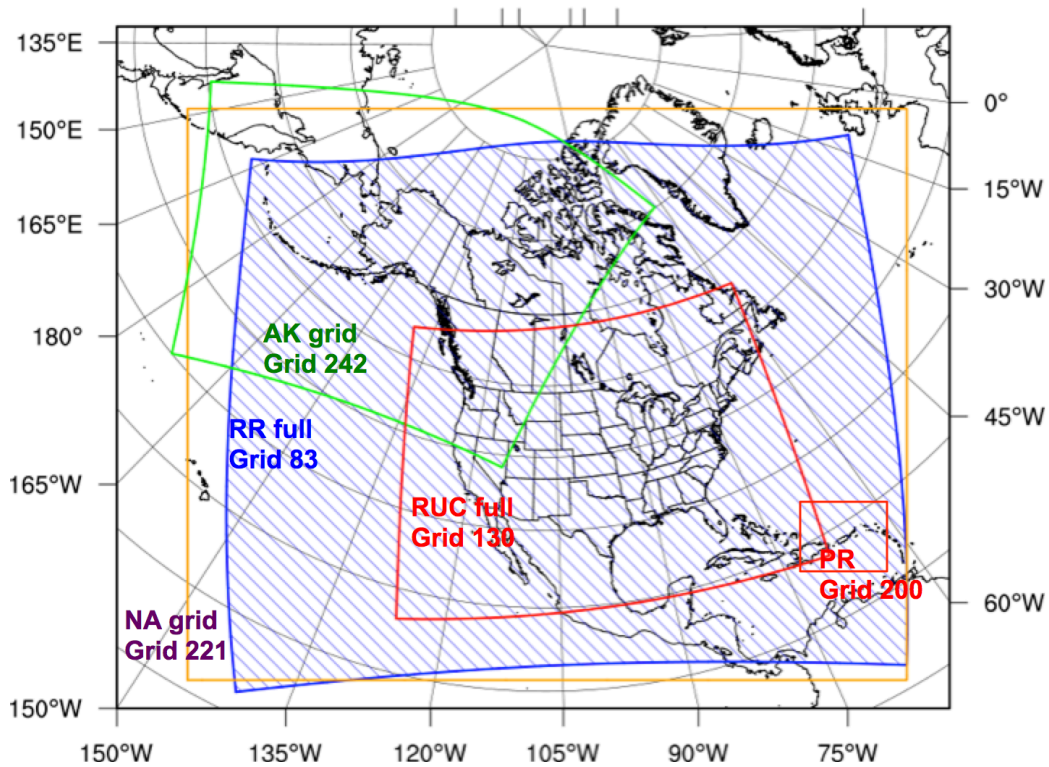 135°E
150°E
165°E
180°
165°W
150°W
0°
15°W
30°W
45°W
60°W
AK grid
Grid 242
RR full
Grid 83
RUC full
Grid 130
PR
Grid 200
NA grid
Grid 221
150°W
135°W
120°W
105°W
90°W
75°W